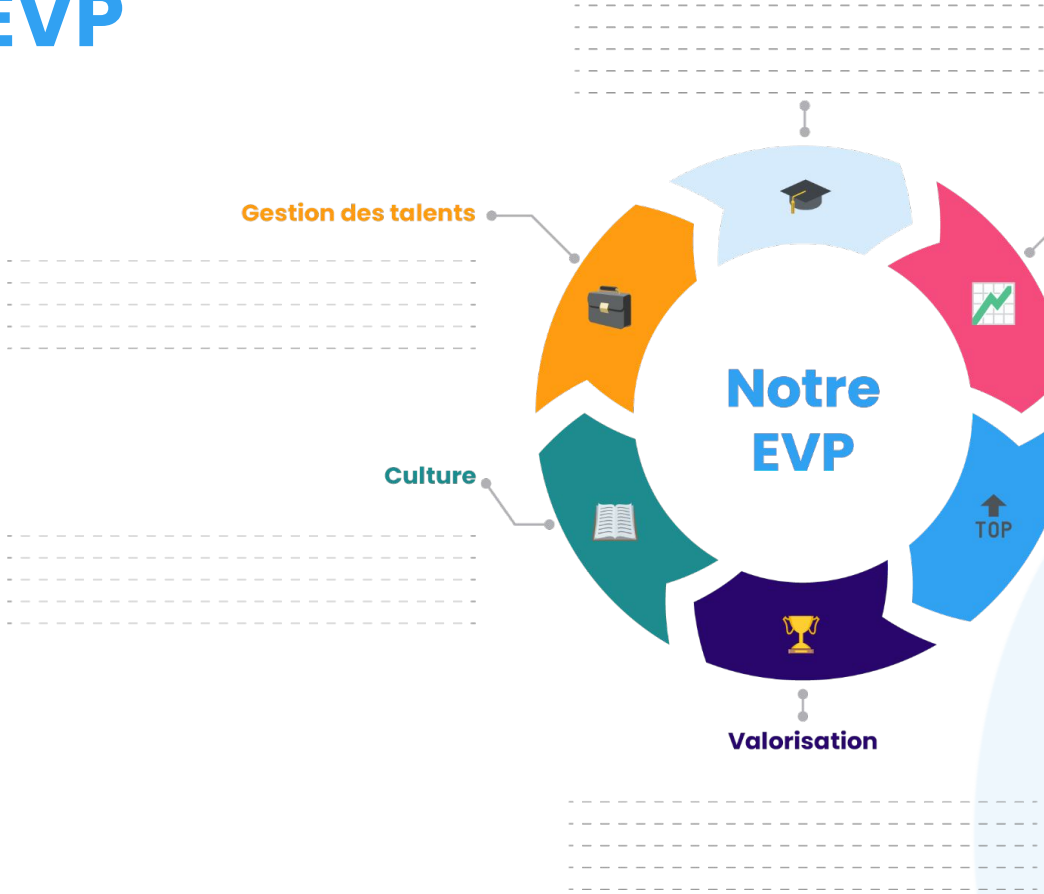 EVP
Gestion des talents
Notre
EVP
Culture
TOP
Valorisation